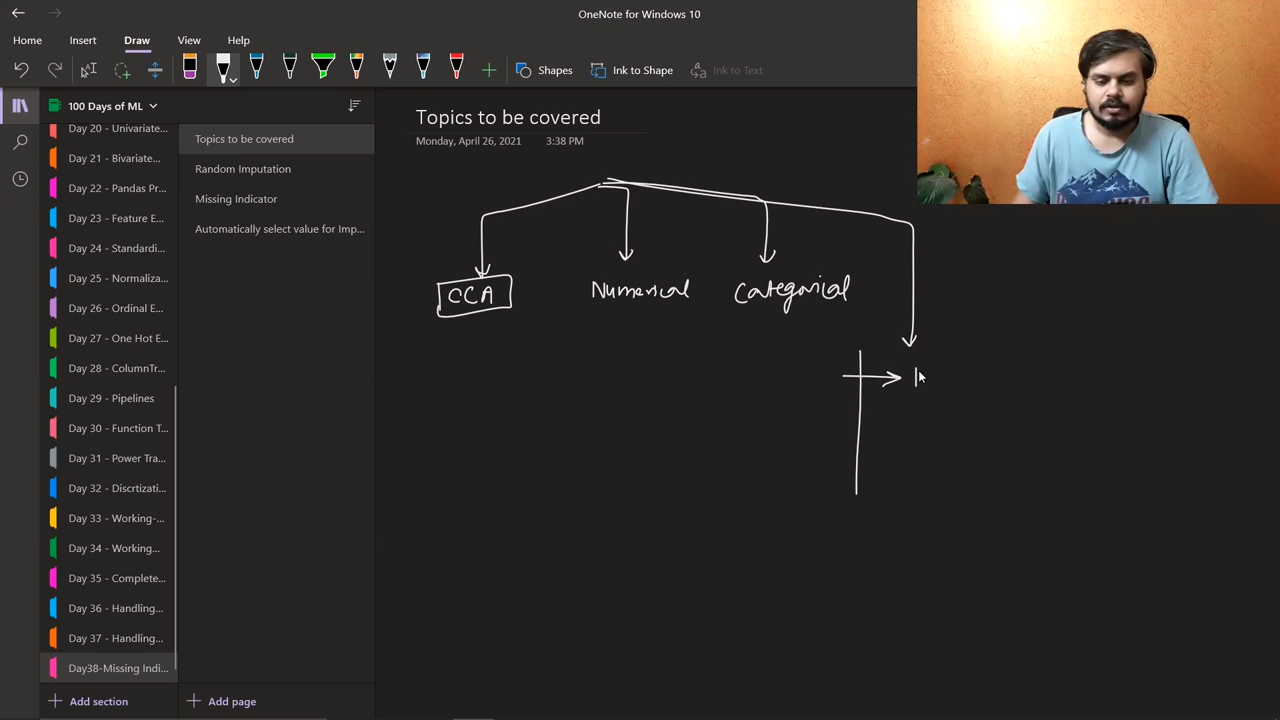 OneNote for Windows 10
Home Insert Draw View Help
Shapes Ink to Shape Ink to Text
100 Days of ML
Day 20 - Univariate...
Day 21 - Bivariate...
Day 22 - Pandas Pr...
Day 23 - Feature E...
Day 24 - Standardi...
Day 25 - Normaliza...
Day 26 - Ordinal E...
Day 27 - One Hot E...
Day 28 - ColumnTr...
Day 29 - Pipelines
Day 30 - Function T...
Day 31 - Power Tra...
Day 32 - Discrtizati...
Day 33 - Working-...
Day 34 - Working...
Day 35 - Complete...
Day 36 - Handling...
Day 37 - Handling...
Day38-Missing Indi...
Add section
Topics to be covered
Random Imputation
Missing Indicator
Automatically select value for Imp...
Add page
Topics to be covered
Monday, April 26, 2021 3:38 PM
CCA Numerical Categorial